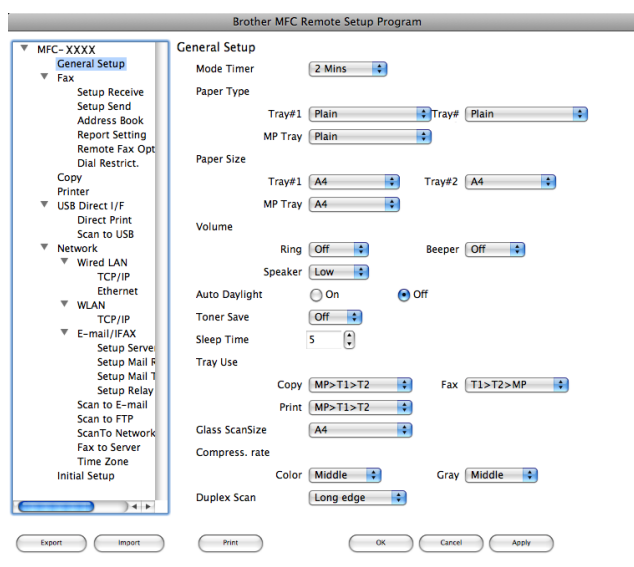 Brother MFC Remote Setup Program
MFC-XXXX
General Setup
Fax
Setup Receive
Setup Send
Address Book
Report Setting
Remote Fax Opt
Dial Restrict.
Copy
Printer
USB Direct I/F
Direct Print
Scan to USB
Network
Wired LAN
TCP/IP
Ethernet
WLAN
TCP/IP
E-mail/IFAX
Setup Server
Setup Mail R
Setup Mail T
Setup Relay
Scan to E-mail
Scan to FTP
ScanTo Network
Fax to Server
Time Zone
Initial Setup
General Setup
Mode Timer 2 Mins
Paper Type
Tray#1 Plain Tray# Plain
MP Tray Plain
Paper Size
Tray#1 A4 Tray#2 A4
MP Tray A4
Volume
Ring Off Beeper Off
Speaker Low
Auto Daylight On Off
Toner Save Off
Sleep Time 5
Tray Use
Copy MP>T1>T2 Fax T1>T2>MP
Print MP>T1>T2
Glass ScanSize A4
Compress. rate
Color Middle Gray Middle
Duplex Scan Long edge
Export Import Print OK Cancel Apply